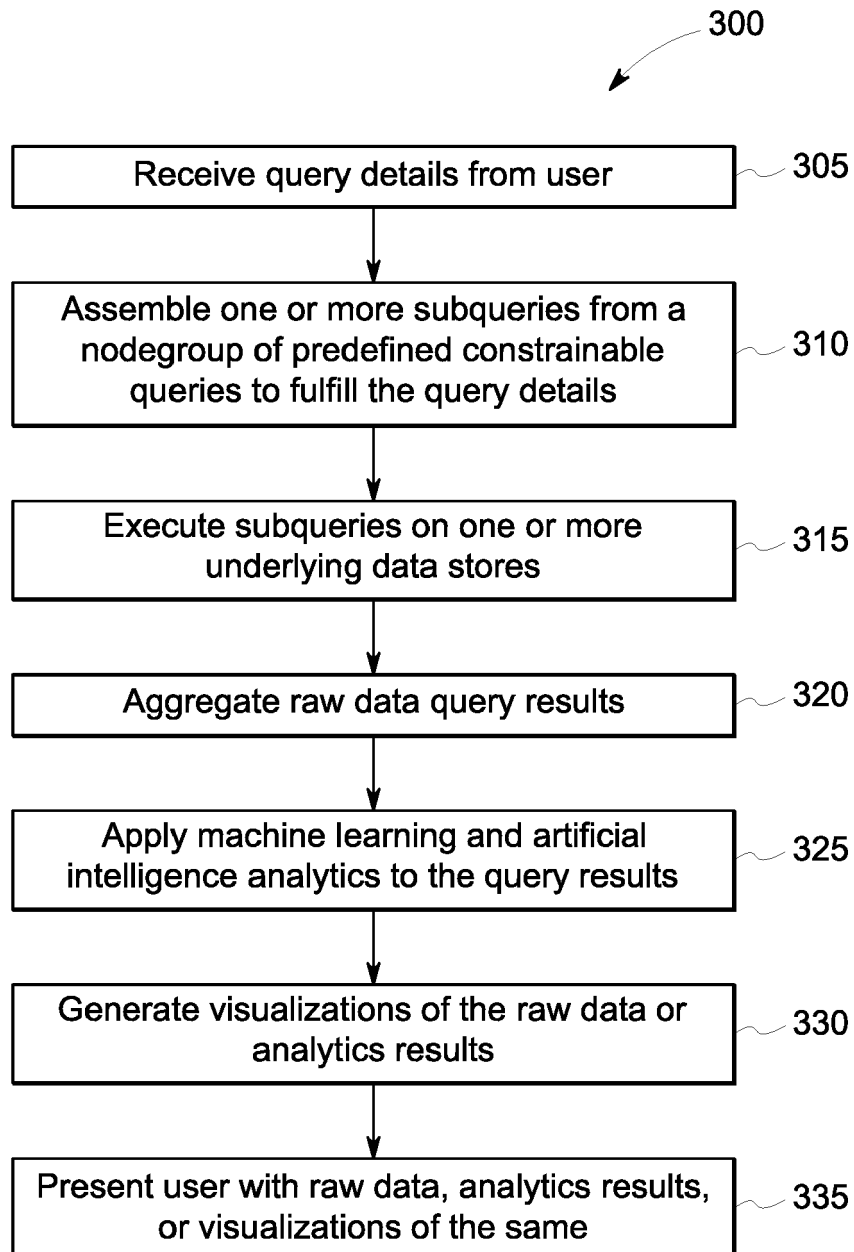 300
Receive query details from user
305
Assemble one or more subqueries from a
nodegroup of predefined constrainable
queries to fulfill the query details
310
Execute subqueries on one or more
underlying data stores
315
Aggregate raw data query results
320
Apply machine learning and artificial
intelligence analytics to the query results
325
Generate visualizations of the raw data or
analytics results
330
Present user with raw data, analytics results,
or visualizations of the same
335